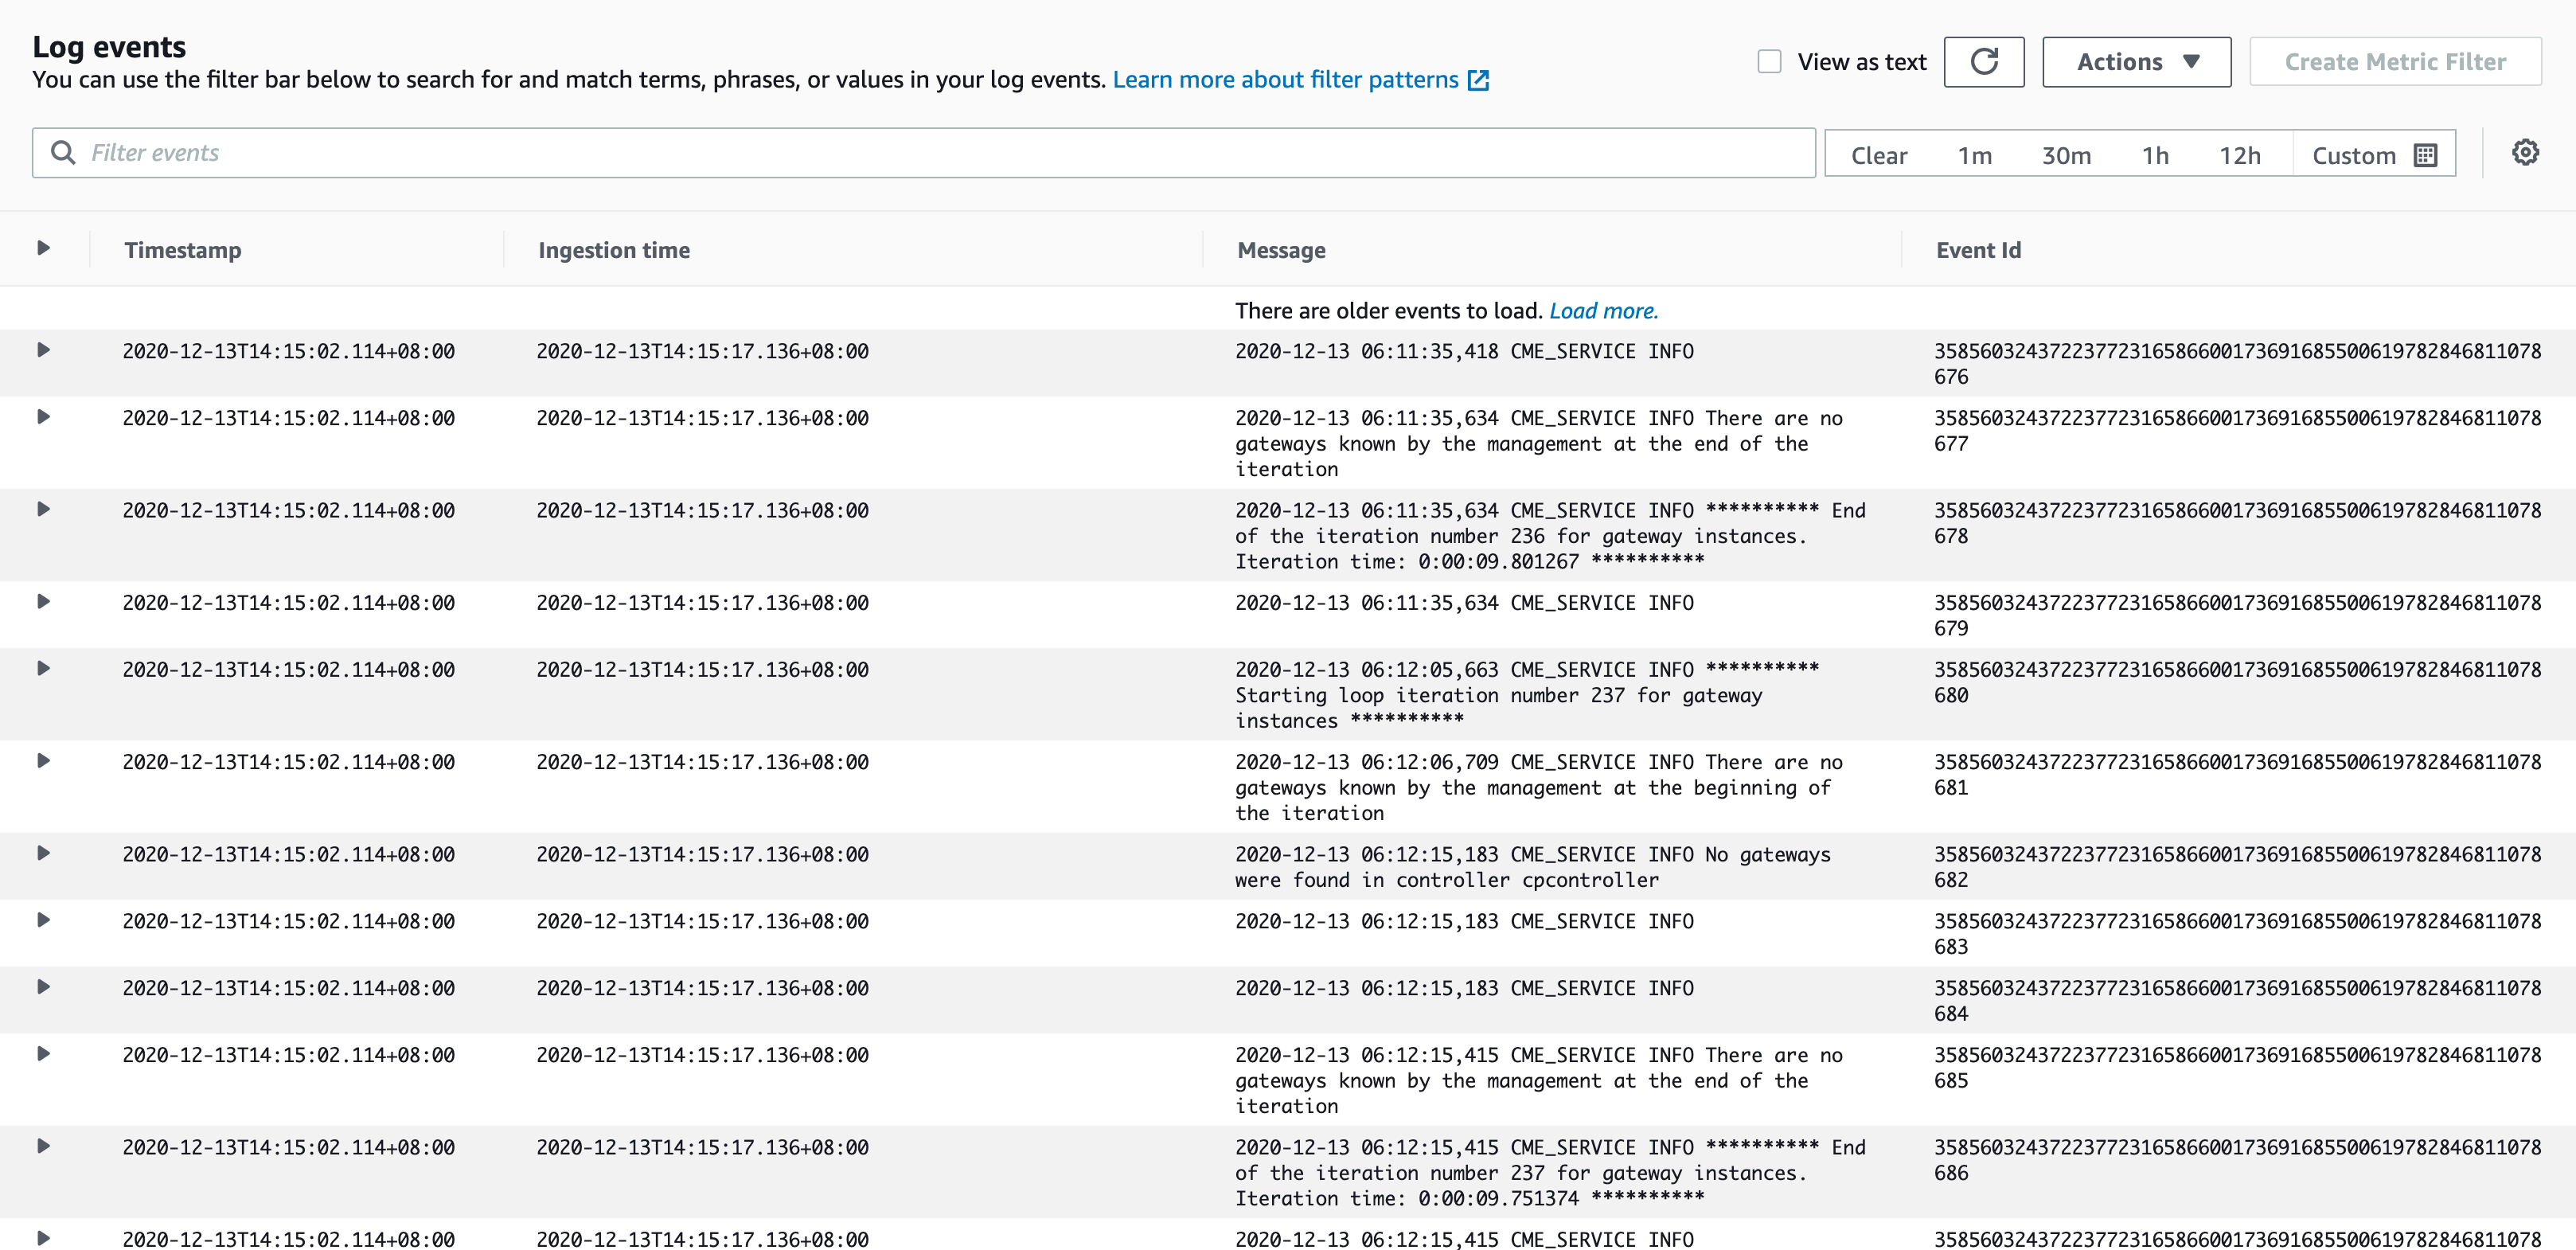 Log events
You can use the filter bar below to search for and match terms, phrases, or values in your log events. Learn more about filter patterns
View as text
Actions
Create Metric Filter
Filter events
Clear 1m 30m 1h 12h Custom
Timestamp Ingestion time Message Event Id
There are older events to load. Load more.
2020-12-13T14:15:02.114+08:00 2020-12-13T14:15:17.136+08:00 2020-12-13 06:11:35,418 CME_SERVICE INFO 35856032437223772316586600173691685500619782846811078
676
2020-12-13T14:15:02.114+08:00 2020-12-13T14:15:17.136+08:00 2020-12-13 06:11:35,634 CME_SERVICE INFO There are no 35856032437223772316586600173691685500619782846811078
gateways known by the management at the end of the 677
iteration
2020-12-13T14:15:02.114+08:00 2020-12-13T14:15:17.136+08:00 2020-12-13 06:11:35,634 CME_SERVICE INFO ********** End 35856032437223772316586600173691685500619782846811078
of the iteration number 236 for gateway instances. 678
Iteration time: 0:00:09.801267 **********
2020-12-13T14:15:02.114+08:00 2020-12-13T14:15:17.136+08:00 2020-12-13 06:11:35,634 CME_SERVICE INFO 35856032437223772316586600173691685500619782846811078
679
2020-12-13T14:15:02.114+08:00 2020-12-13T14:15:17.136+08:00 2020-12-13 06:12:05,663 CME_SERVICE INFO ********** 35856032437223772316586600173691685500619782846811078
Starting loop iteration number 237 for gateway 680
instances **********
2020-12-13T14:15:02.114+08:00 2020-12-13T14:15:17.136+08:00 2020-12-13 06:12:06,709 CME_SERVICE INFO There are no 35856032437223772316586600173691685500619782846811078
gateways known by the management at the beginning of 681
the iteration
2020-12-13T14:15:02.114+08:00 2020-12-13T14:15:17.136+08:00 2020-12-13 06:12:15,183 CME_SERVICE INFO No gateways 35856032437223772316586600173691685500619782846811078
were found in controller cpcontroller 682
2020-12-13T14:15:02.114+08:00 2020-12-13T14:15:17.136+08:00 2020-12-13 06:12:15,183 CME_SERVICE INFO 35856032437223772316586600173691685500619782846811078
683
2020-12-13T14:15:02.114+08:00 2020-12-13T14:15:17.136+08:00 2020-12-13 06:12:15,183 CME_SERVICE INFO 35856032437223772316586600173691685500619782846811078
684
2020-12-13T14:15:02.114+08:00 2020-12-13T14:15:17.136+08:00 2020-12-13 06:12:15,415 CME_SERVICE INFO There are no 35856032437223772316586600173691685500619782846811078
gateways known by the management at the end of the 685
iteration
2020-12-13T14:15:02.114+08:00 2020-12-13T14:15:17.136+08:00 2020-12-13 06:12:15,415 CME_SERVICE INFO ********** End 35856032437223772316586600173691685500619782846811078
of the iteration number 237 for gateway instances. 686
Iteration time: 0:00:09.751374 **********
2020-12-13T14:15:02.114+08:00 2020-12-13T14:15:17.136+08:00 2020-12-13 06:12:15,415 CME_SERVICE INFO 35856032437223772316586600173691685500619782846811078